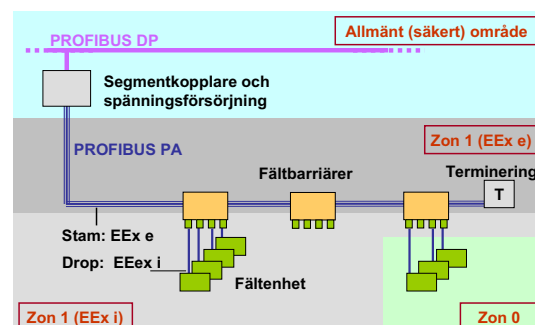 Allmänt (säkert) område
PROFIBUS DP
Segmentkopplare och
spänningsförsörjning
Zon 1 (EEx e)
PROFIBUS PA
Fältbarriärer
Terminering
T
Stam: EEx e
Drop: EEex i
Fältenhet
Zon 1 (EEx i)
Zon 0